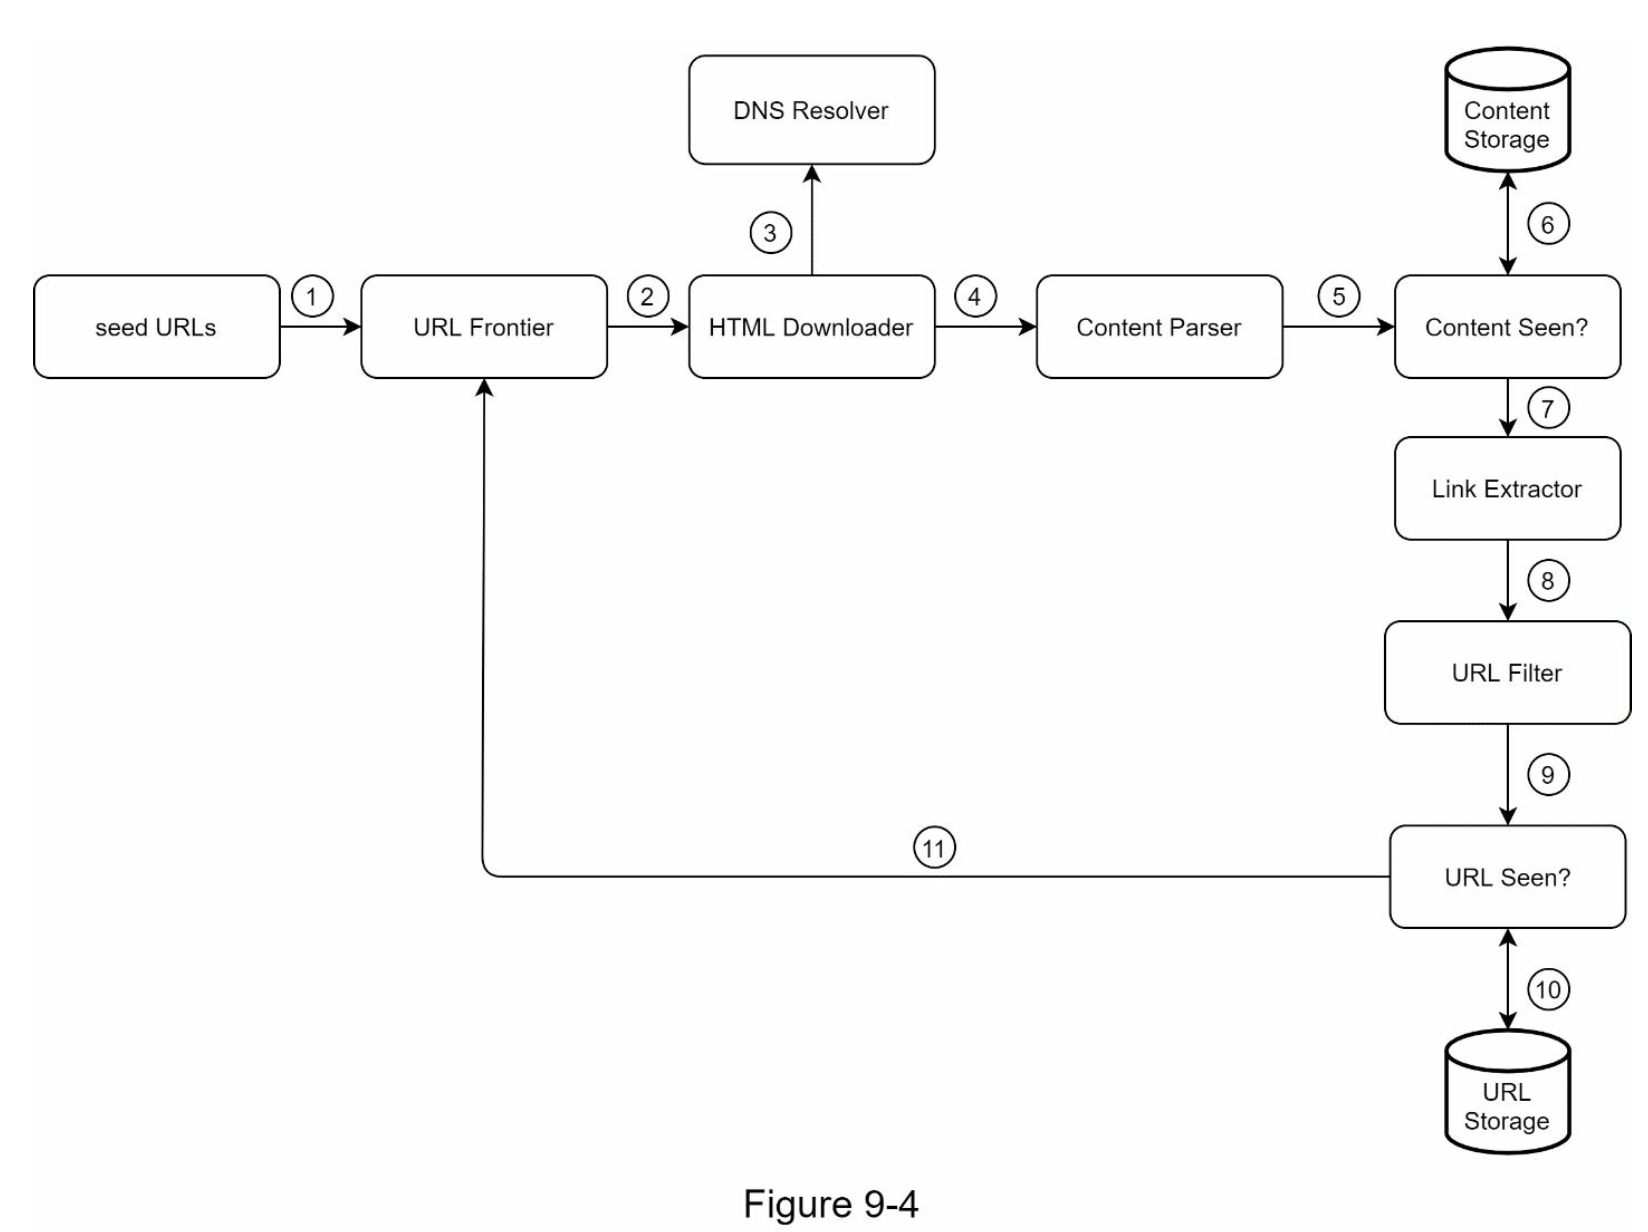 DNS Resolver
Content
Storage
3
6
seed URLs
1
URL Frontier
2
HTML Downloader
4
Content Parser
5
Content Seen?
7
Link Extractor
8
URL Filter
9
11
URL Seen?
10
URL
Storage
Figure 9-4